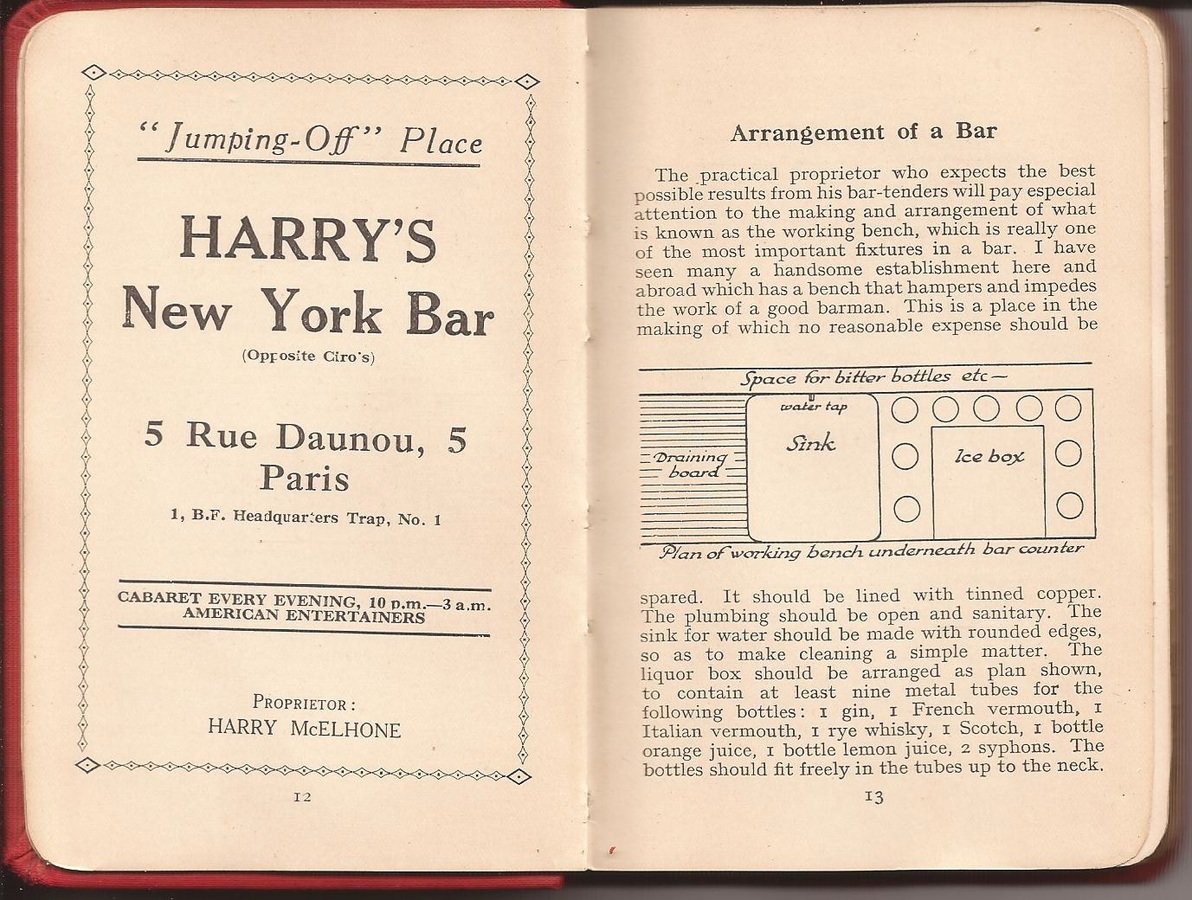 “Jumping-Off” Place
HARRY’S
New York Bar
(Opposite Ciro’s)
5 Rue Daunou, 5
Paris
1, B.F. Headquarters Trap, No. 1
CABARET EVERY EVENING, 10 p.m.—3 a.m.
AMERICAN ENTERTAINERS
PROPRIETOR:
HARRY McELHONE
12
Arrangement of a Bar
The practical proprietor who expects the best
possible results from his bar-tenders will pay especial
attention to the making and arrangement of what
is known as the working bench, which is really one
of the most important fixtures in a bar. I have
seen many a handsome establishment here and
abroad which has a bench that hampers and impedes
the work of a good barman. This is a place in the
making of which no reasonable expense should be
Space for bitter bottles etc—
water tap
Sink
Draining
board
Ice box
Plan of working bench underneath bar counter
spared. It should be lined with tinned copper.
The plumbing should be open and sanitary. The
sink for water should be made with rounded edges,
so as to make cleaning a simple matter. The
liquor box should be arranged as plan shown,
to contain at least nine metal tubes for the
following bottles: 1 gin, 1 French vermouth, 1
Italian vermouth, 1 rye whisky, 1 Scotch, 1 bottle
orange juice, 1 bottle lemon juice, 2 syphons. The
bottles should fit freely in the tubes up to the neck.
13